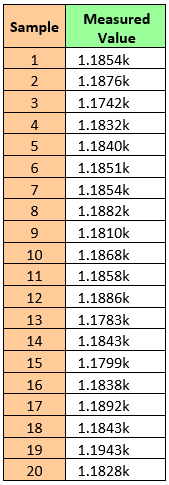 Sample Measured Value
1 1.1854k
2 1.1876k
3 1.1742k
4 1.1832k
5 1.1840k
6 1.1851k
7 1.1854k
8 1.1882k
9 1.1810k
10 1.1868k
11 1.1858k
12 1.1886k
13 1.1783k
14 1.1843k
15 1.1799k
16 1.1838k
17 1.1892k
18 1.1843k
19 1.1943k
20 1.1828k